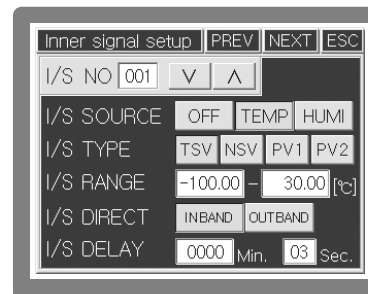 Inner signal setup PREV NEXT ESC
I/S NO 001 ∨ ∧
I/S SOURCE OFF TEMP HUMI
I/S TYPE TSV NSV PV1 PV2
I/S RANGE -100.00 - 30.00 [℃]
I/S DIRECT INBAND OUTBAND
I/S DELAY 0000 Min. 03 Sec.